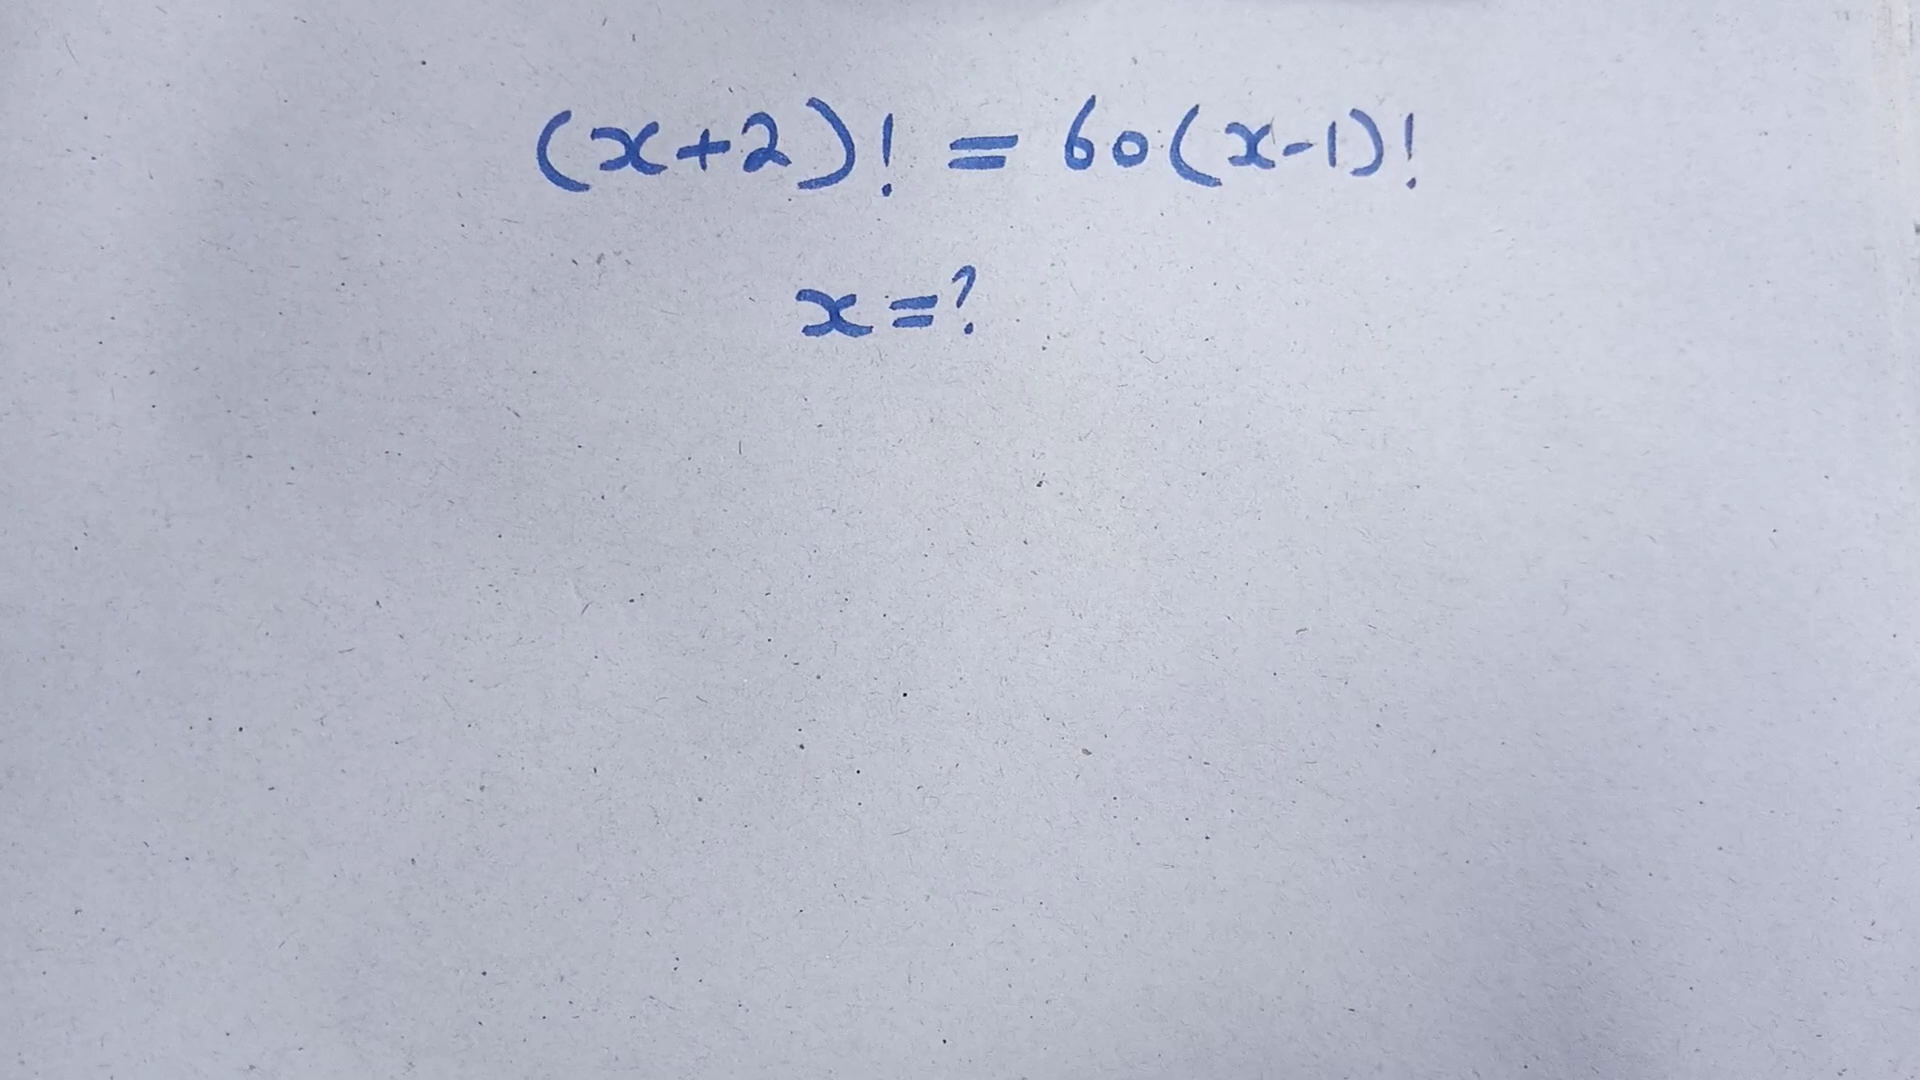 (x+2)! = 60(x-1)!
x=?